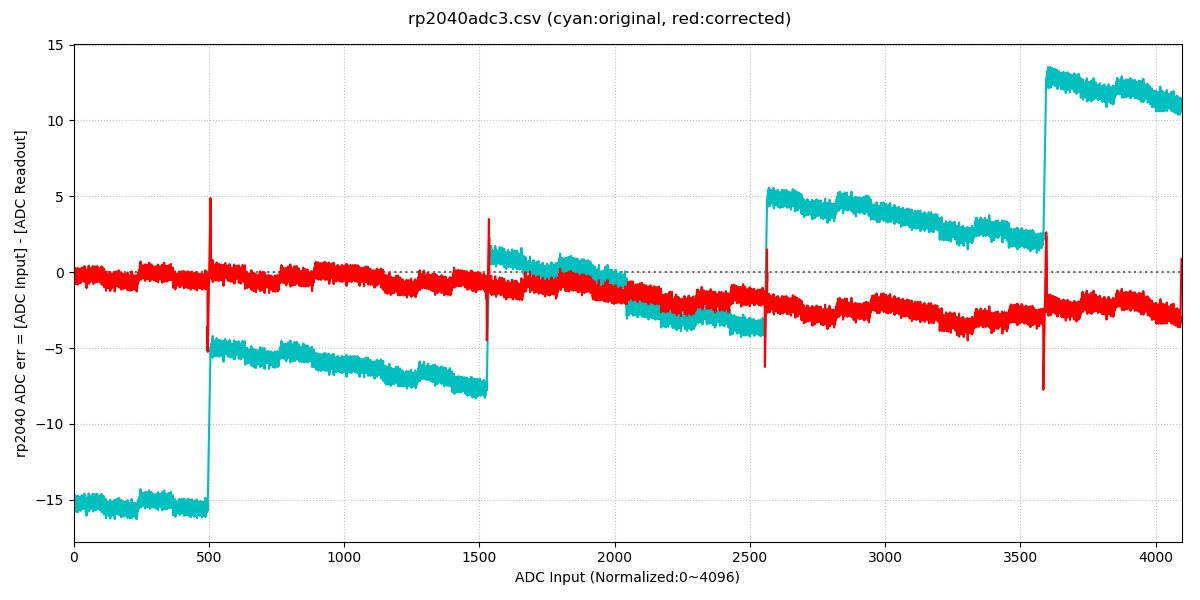 rp2040adc3.csv (cyan:original, red:corrected)
rp2040 ADC err = [ADC Input] - [ADC Readout]
15
10
5
0
−5
−10
−15
0 500 1000 1500 2000 2500 3000 3500 4000
ADC Input (Normalized:0~4096)